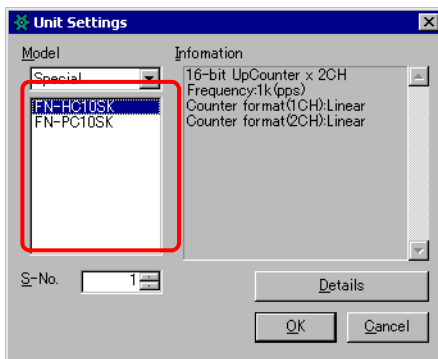 Unit Settings
Model
Special
FN-HC10SK
FN-PC10SK
Infomation
16-bit UpCounter x 2CH
Frequency:1k(pps)
Counter format(1CH):Linear
Counter format(2CH):Linear
S-No.
1
Details
OK
Cancel